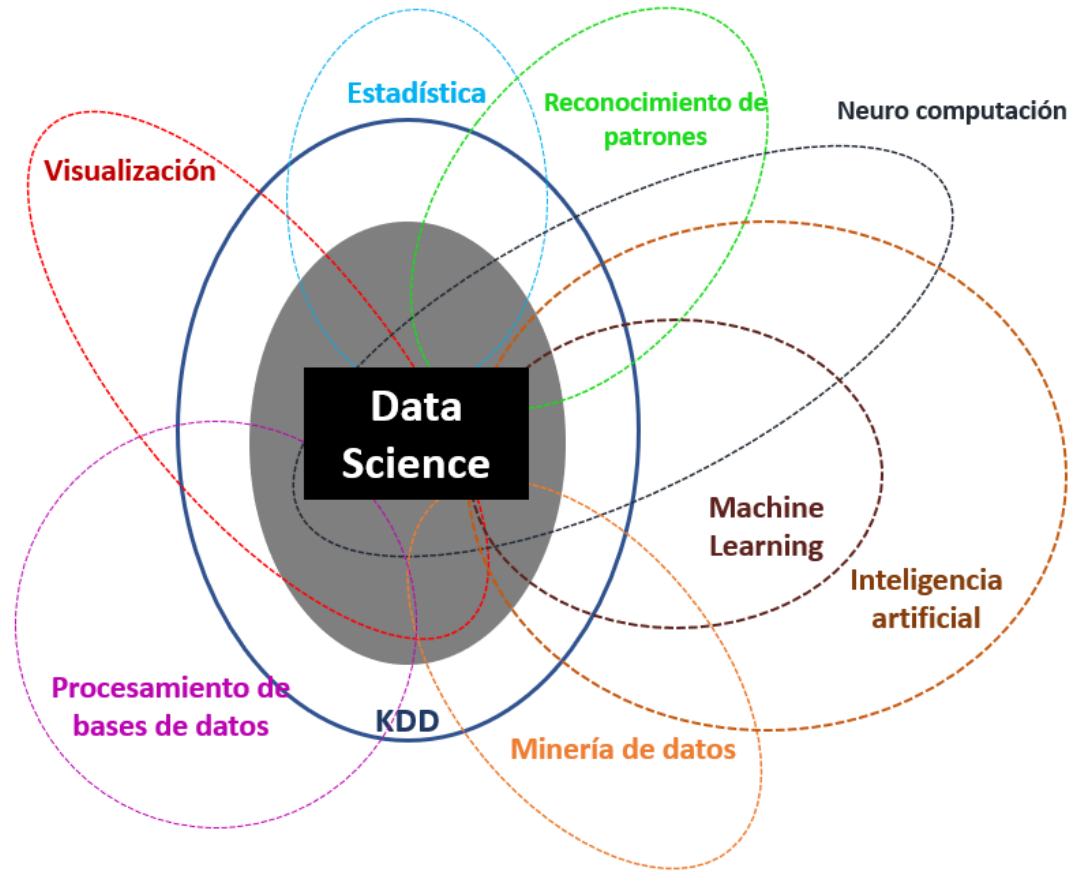 Estadística
Reconocimiento de
patrones
Neuro computación
Visualización
Data
Science
Machine
Learning
Inteligencia
artificial
Procesamiento de
bases de datos
KDD
Minería de datos